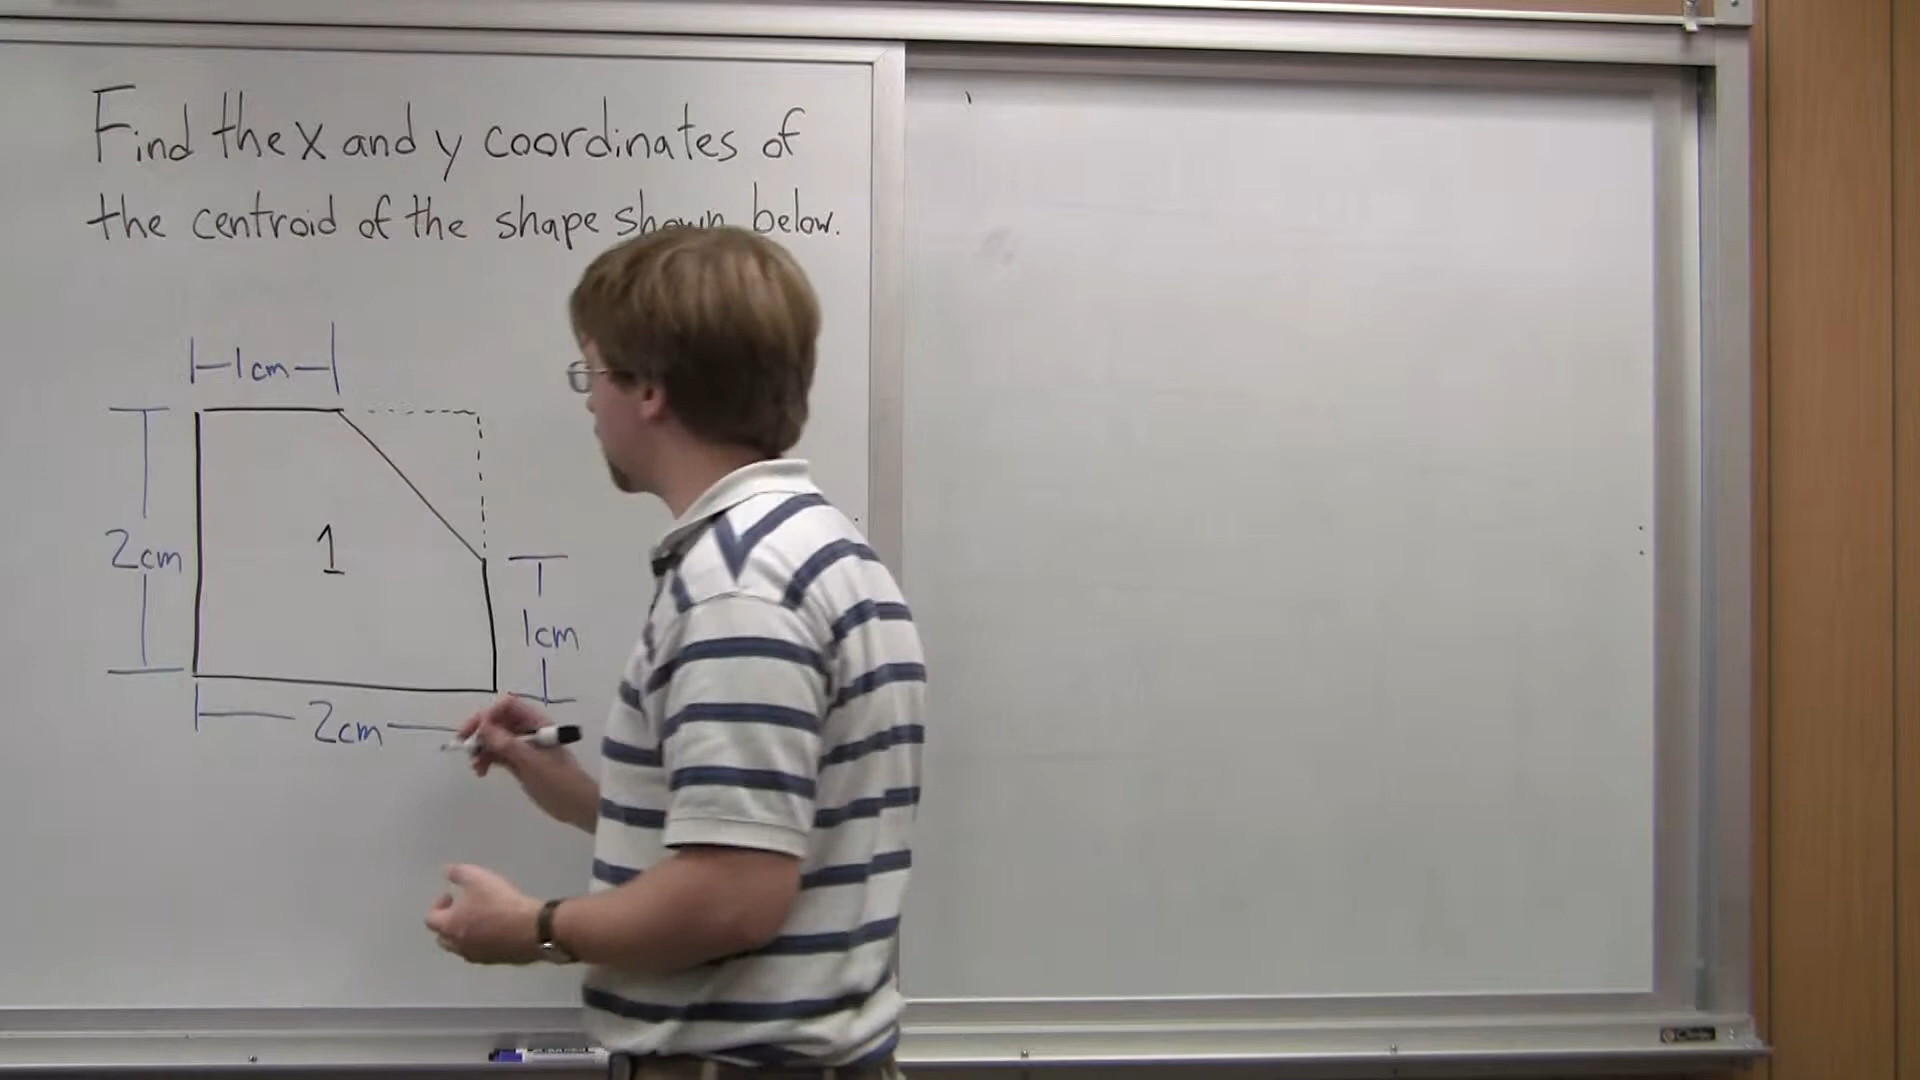 Find the x and y coordinates of
the centroid of the shape shown below.
1cm
2cm
1
1cm
2cm